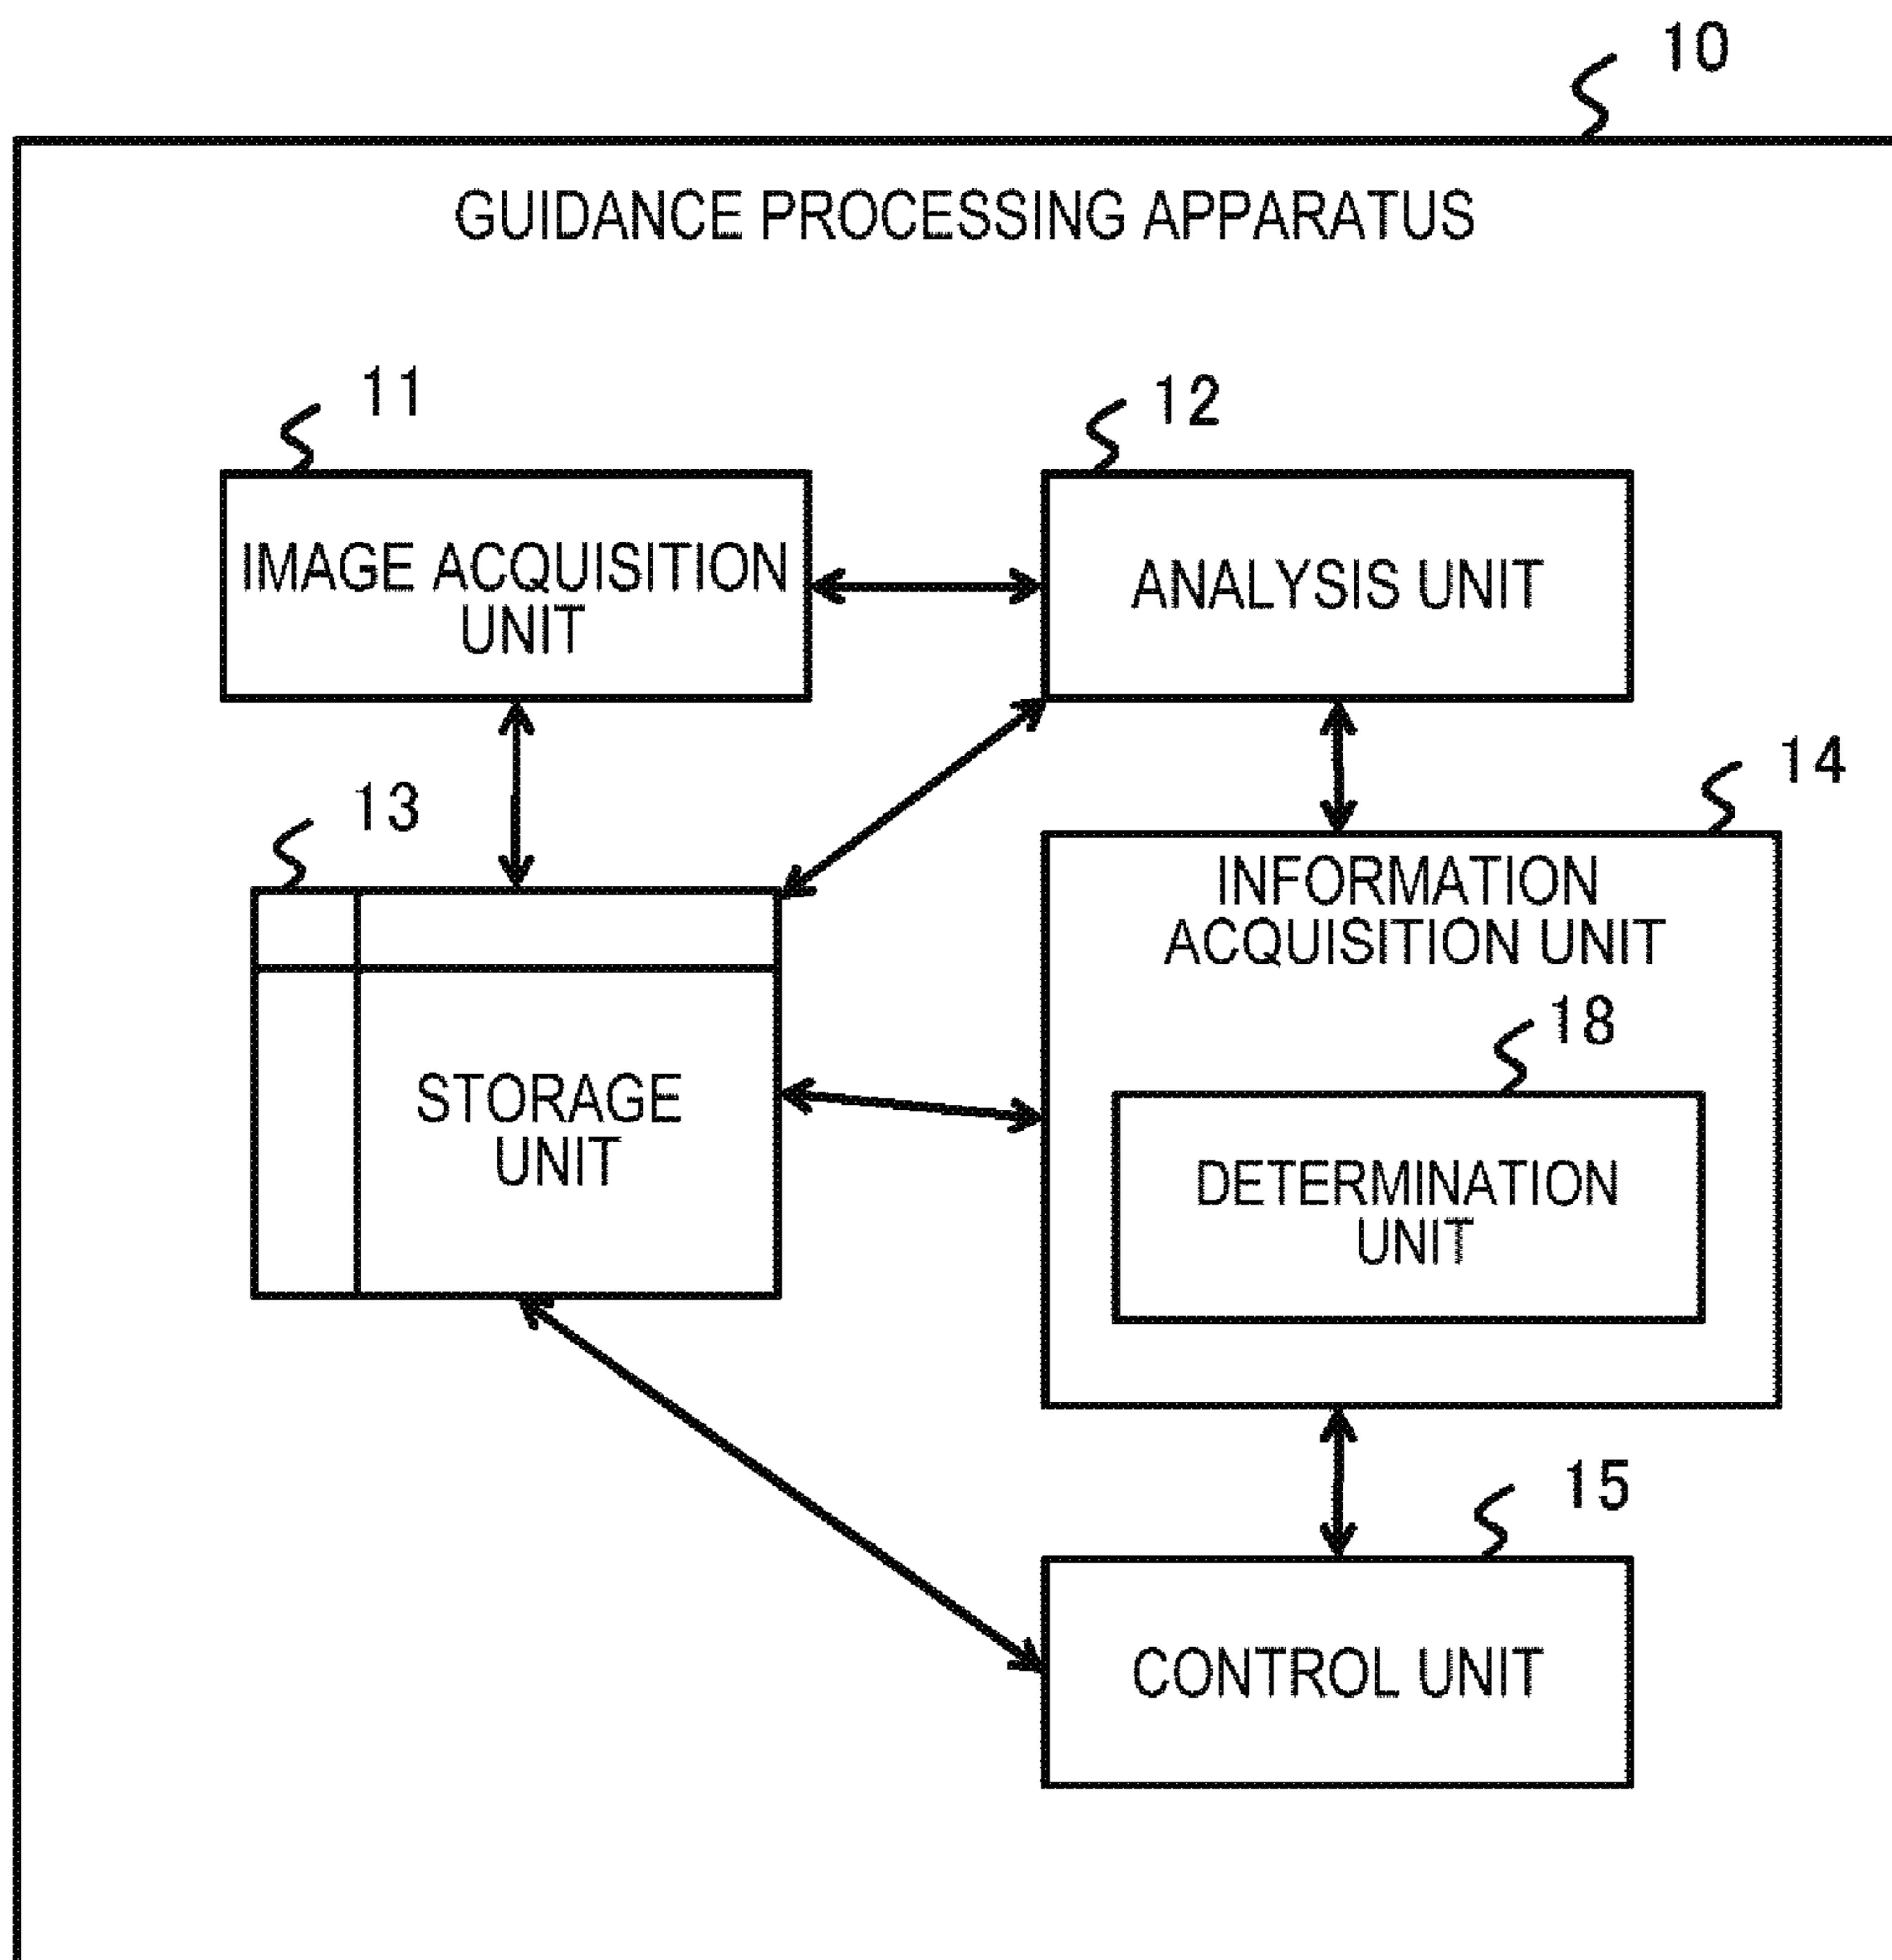 10
GUIDANCE PROCESSING APPARATUS
11
12
IMAGE ACQUISITION
UNIT
ANALYSIS UNIT
13
14
INFORMATION
ACQUISITION UNIT
18
STORAGE
UNIT
DETERMINATION
UNIT
15
CONTROL UNIT